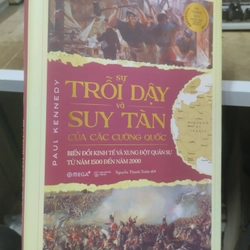 PAUL KENNEDY
SỰ
TRỖI DẬY
và
SUY TÀN
CỦA CÁC CƯỜNG QUỐC
BIẾN ĐỔI KINH TẾ VÀ XUNG ĐỘT QUÂN SỰ
TỪ NĂM 1500 ĐẾN NĂM 2000
OMEGA+